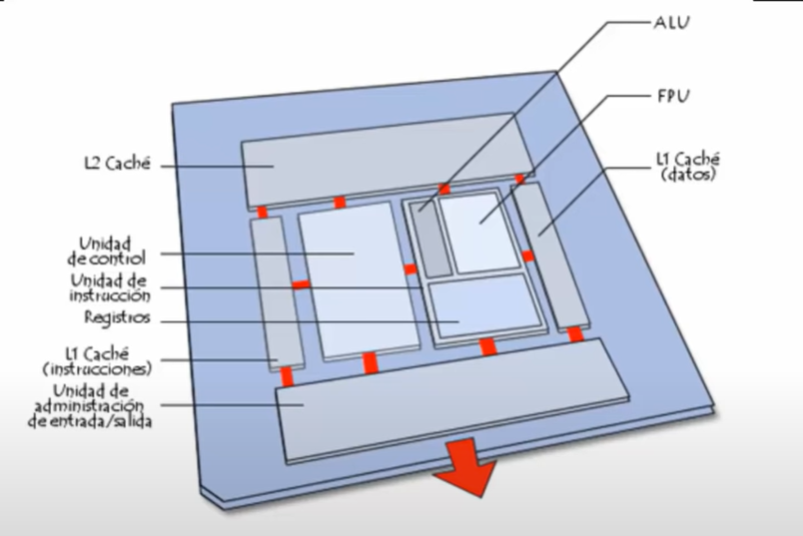 ALU
FPU
L1 Caché
(datos)
L2 Caché
Unidad
de control
Unidad de
instrucción
Registros
L1 Caché
(instrucciones)
Unidad de
administración
de entrada/salida